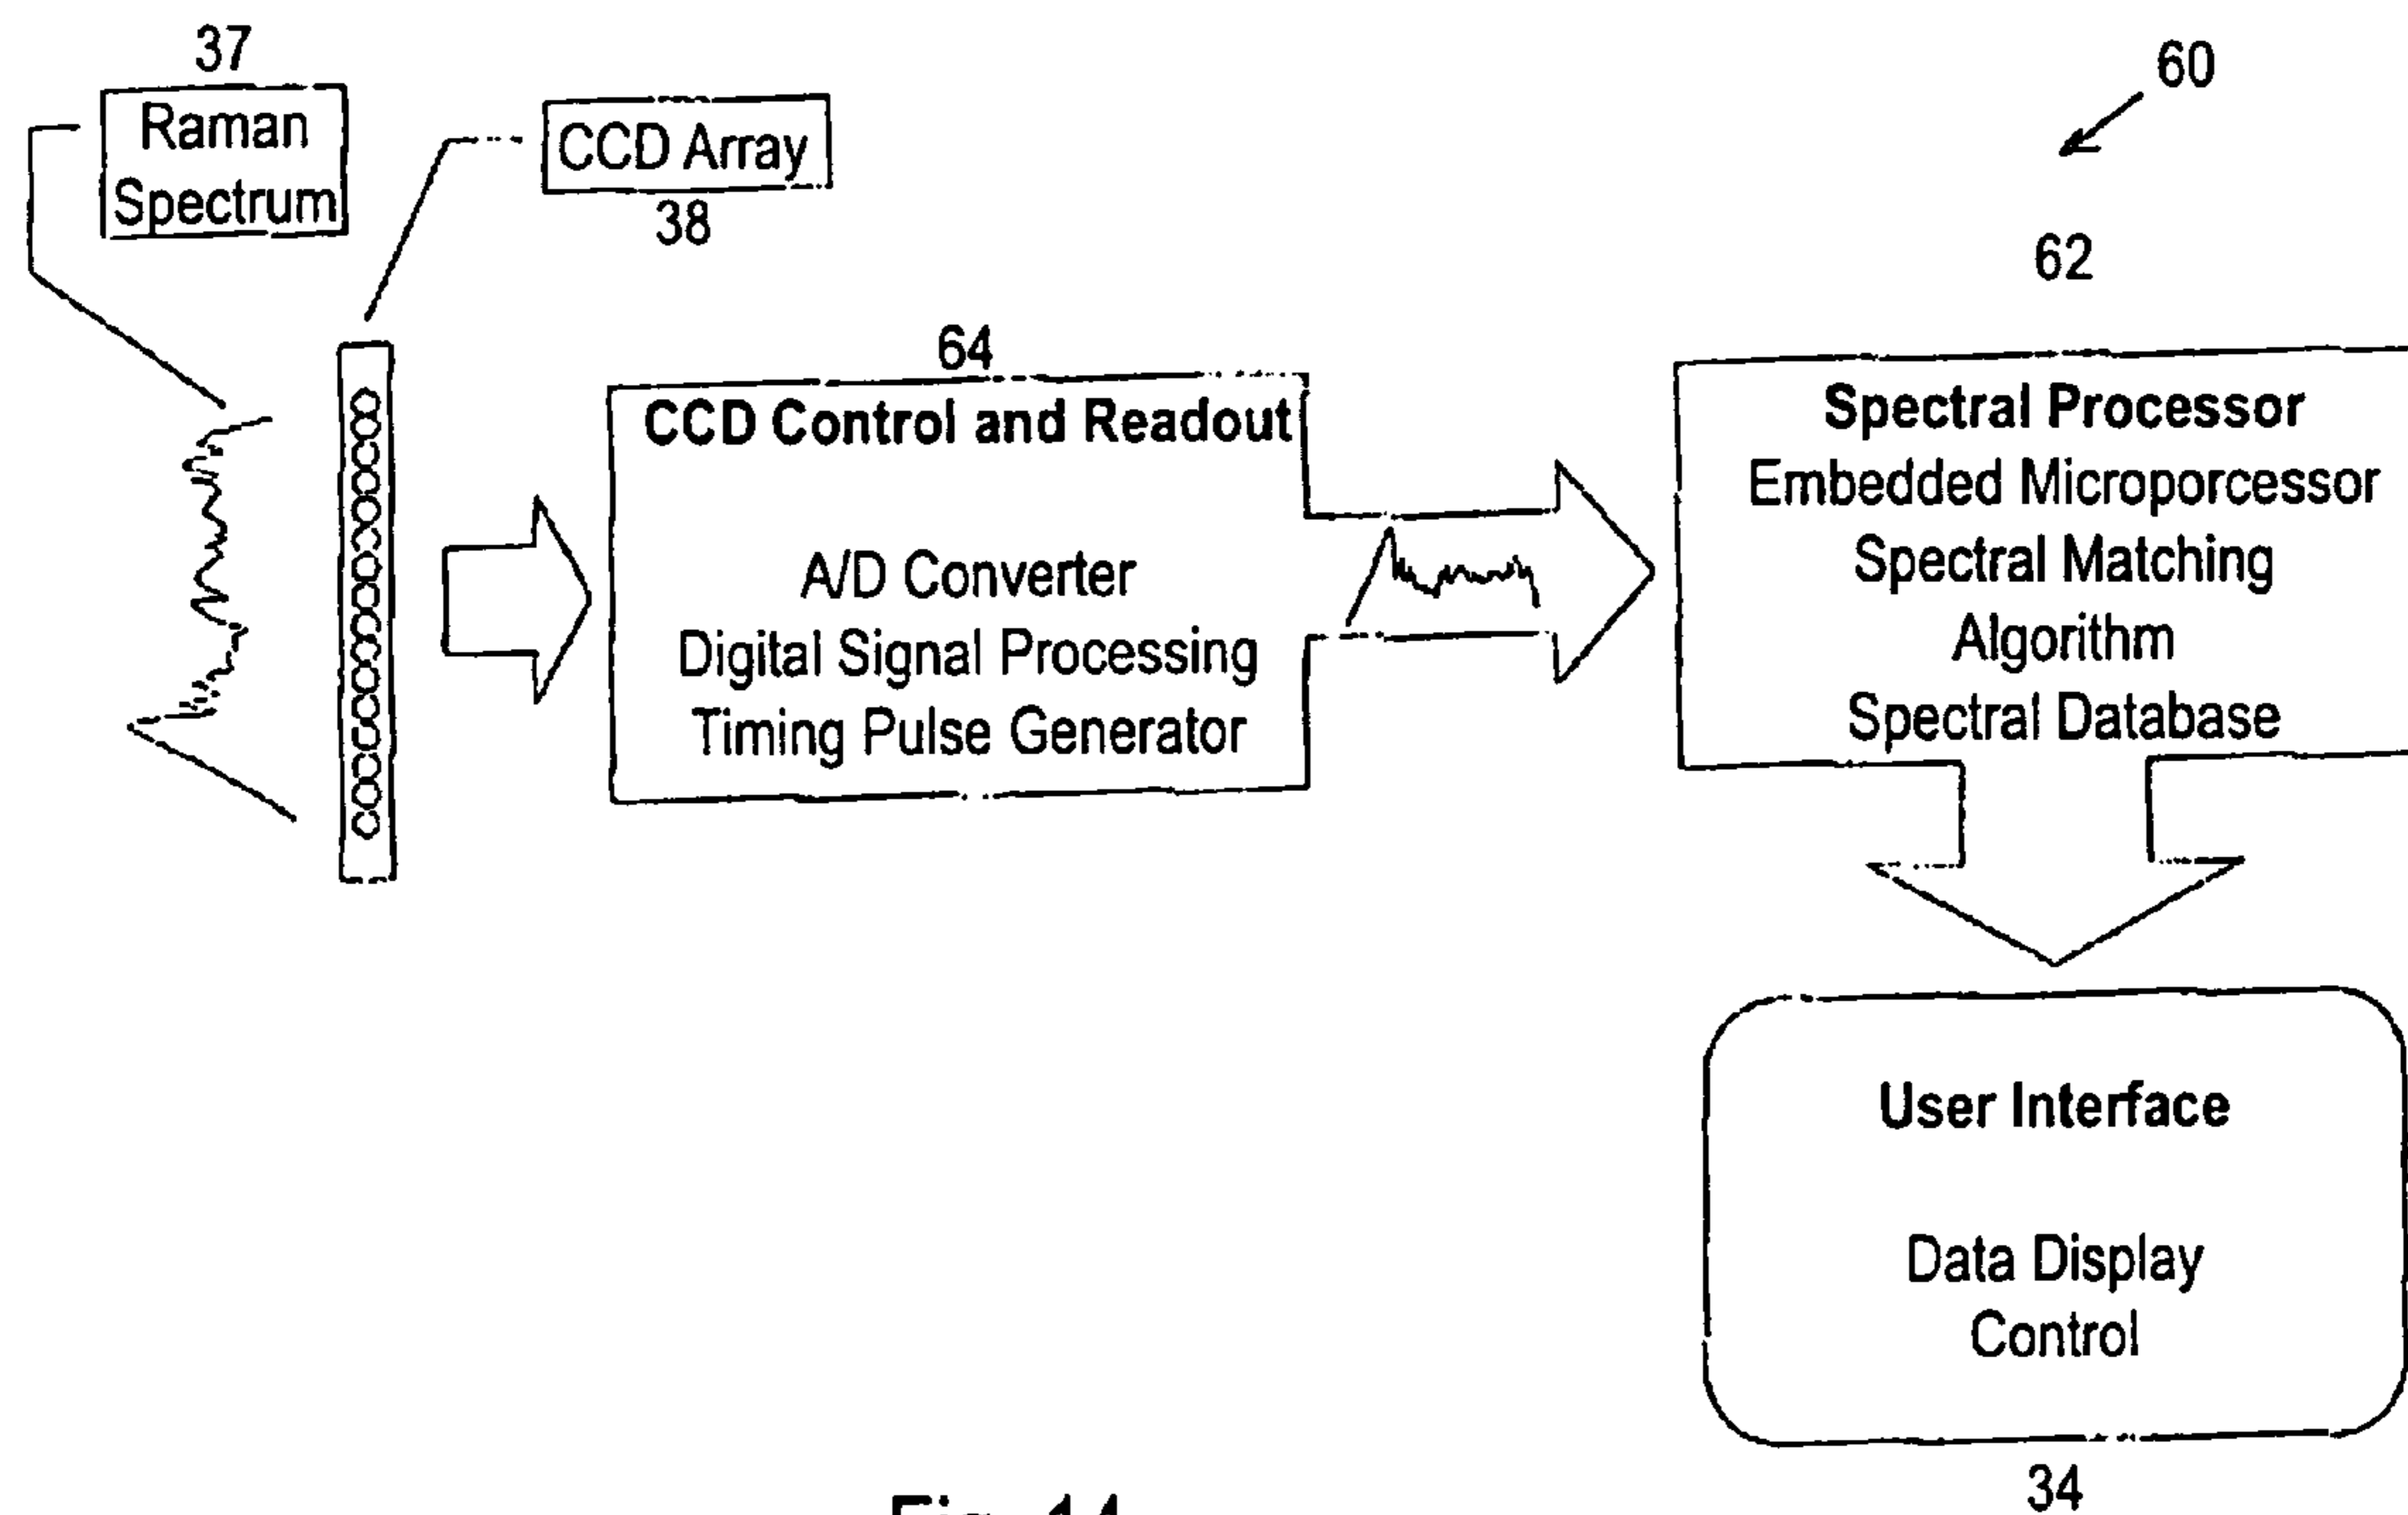 37
Raman
Spectrum
CCD Array
38
60
62
64
CCD Control and Readout
A/D Converter
Digital Signal Processing
Timing Pulse Generator
Spectral Processor
Embedded Microporcessor
Spectral Matching
Algorithm
Spectral Database
User Interface
Data Display
Control
34